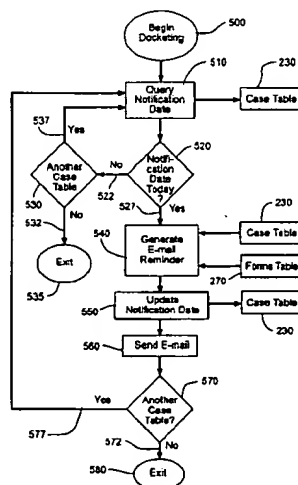 Begin
Docketing
500
510
230
Query
Notification
Date
Case Table
537
Yes
520
Another
Case
Table
No
522
Notifi-
cation
Date
Today
?
530
532
No
527
Yes
230
540
Case Table
Generate
E-mail
Reminder
Exit
Forms Table
535
270
550
Update
Notification Date
Case Table
560
230
Send E-mail
570
Yes
Another
Case
Table?
577
572
No
580
Exit